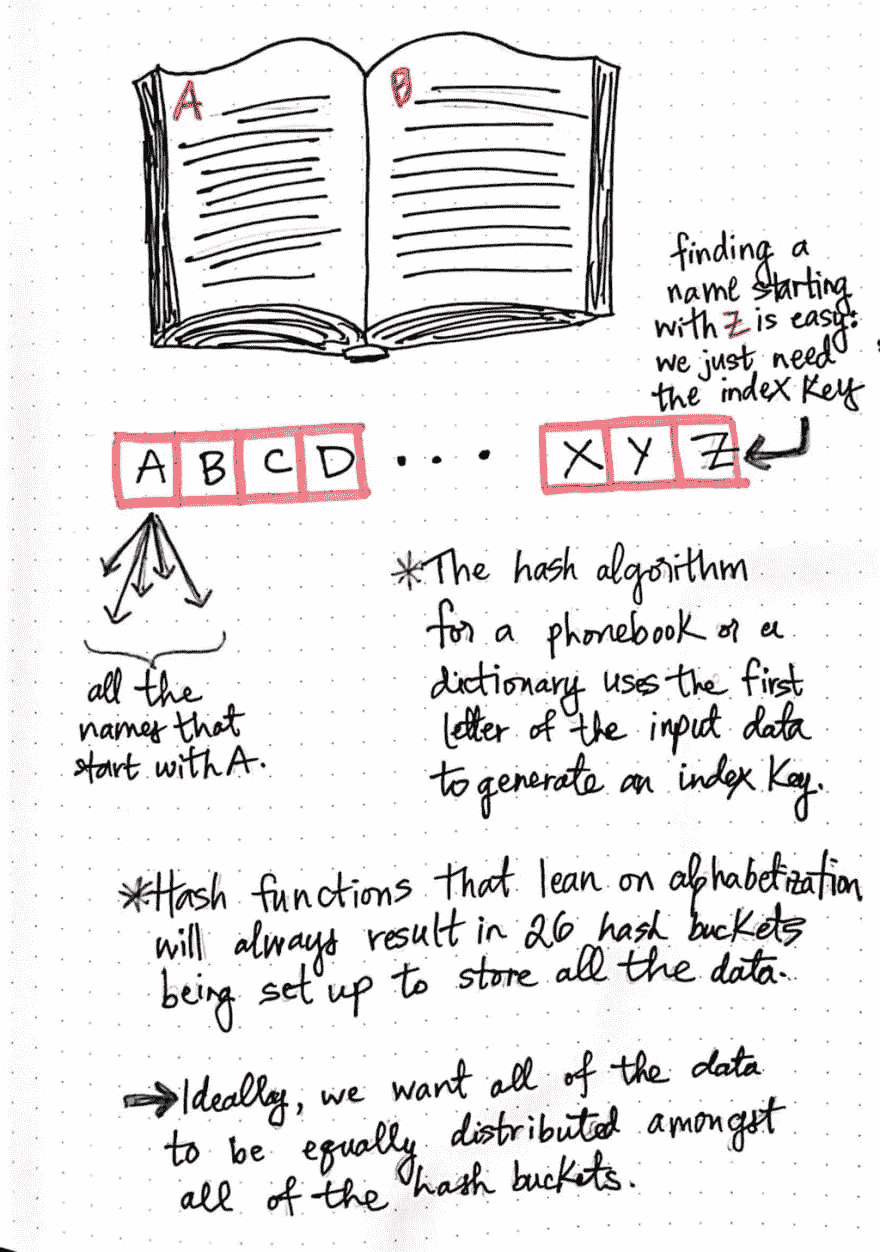 A
B
finding a
name starting
with Z is easy:
we just need
the index key
A B C D ... X Y Z
all the
names that
start with A.
*The hash algorithm
for a phonebook or a
dictionary uses the first
letter of the input data
to generate an index key.
*Hash functions that lean on alphabetization
will always result in 26 hash buckets
being set up to store all the data.
→Ideally, we want all of the data
to be equally distributed amongst
all of the hash buckets.